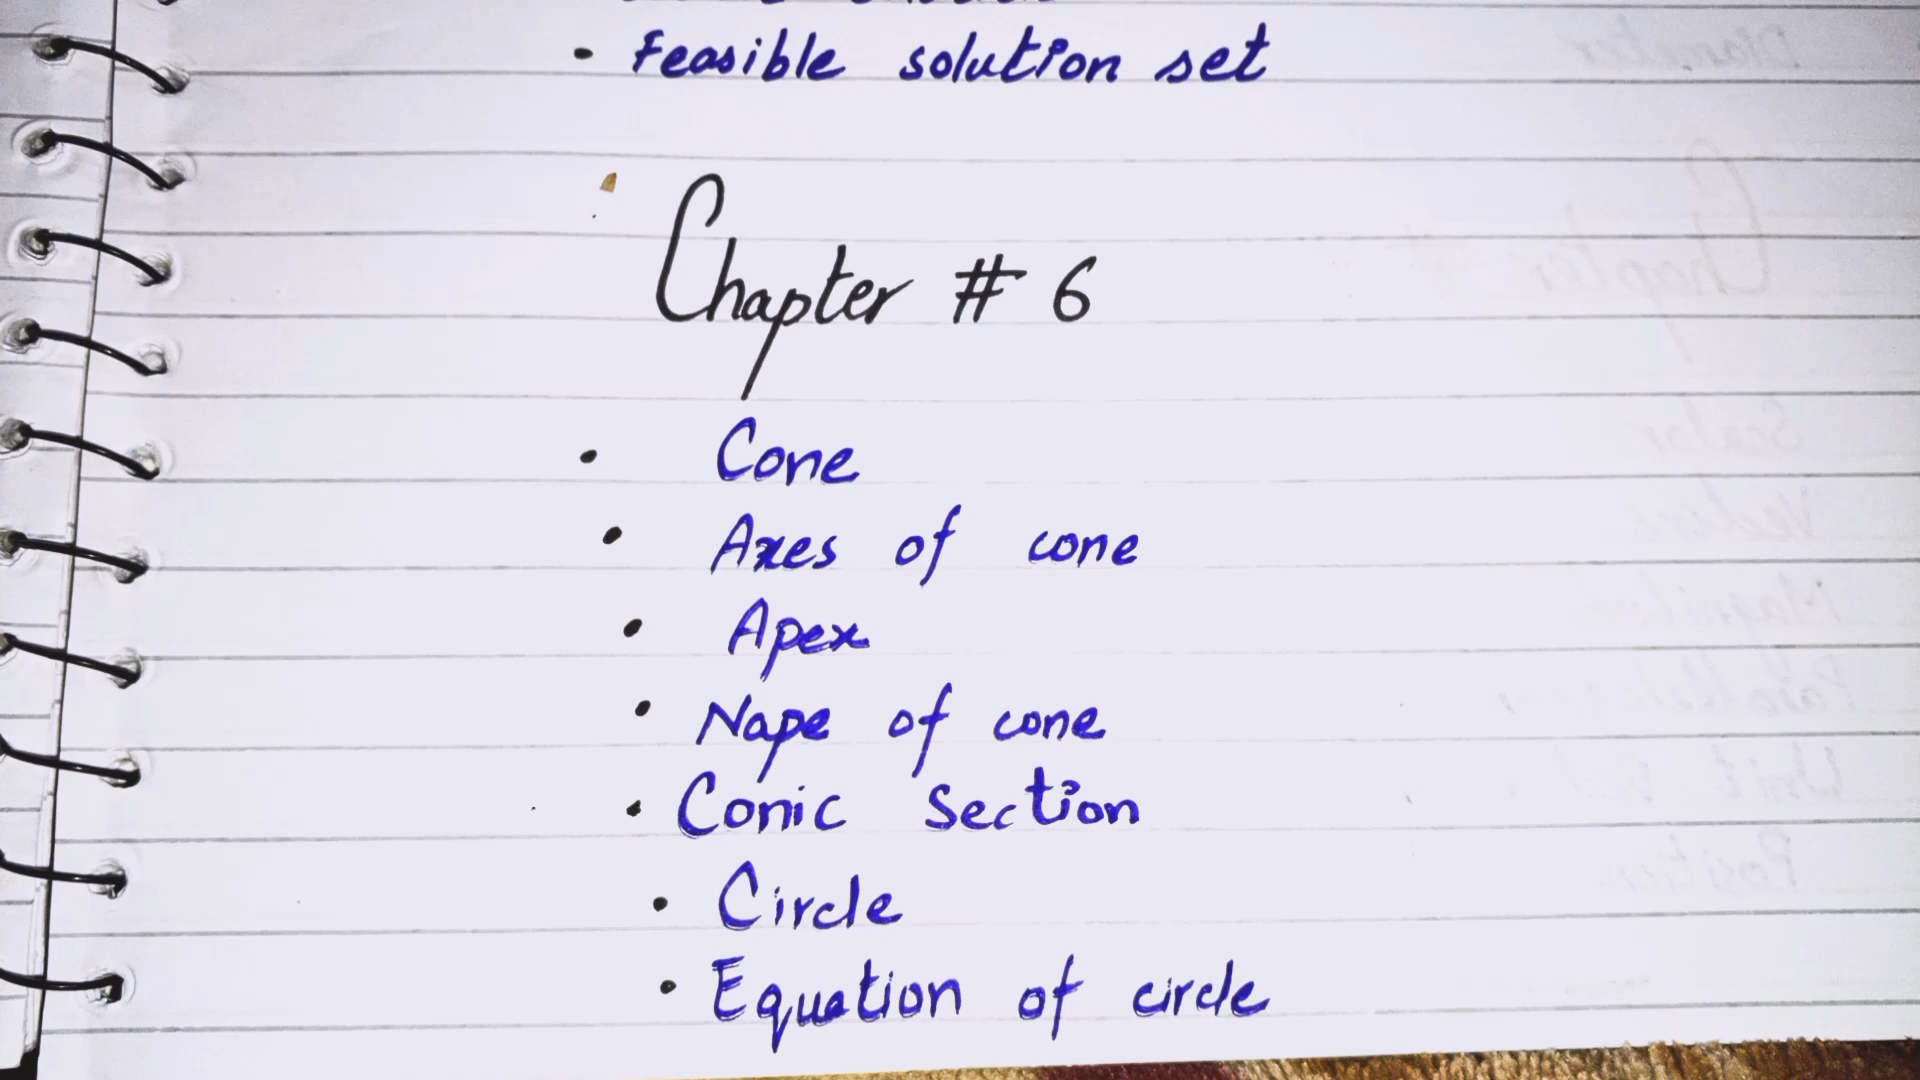 • Feasible solution set
Chapter # 6
• Cone
• Axes of cone
• Apex
• Nape of cone
• Conic Section
• Circle
• Equation of circle